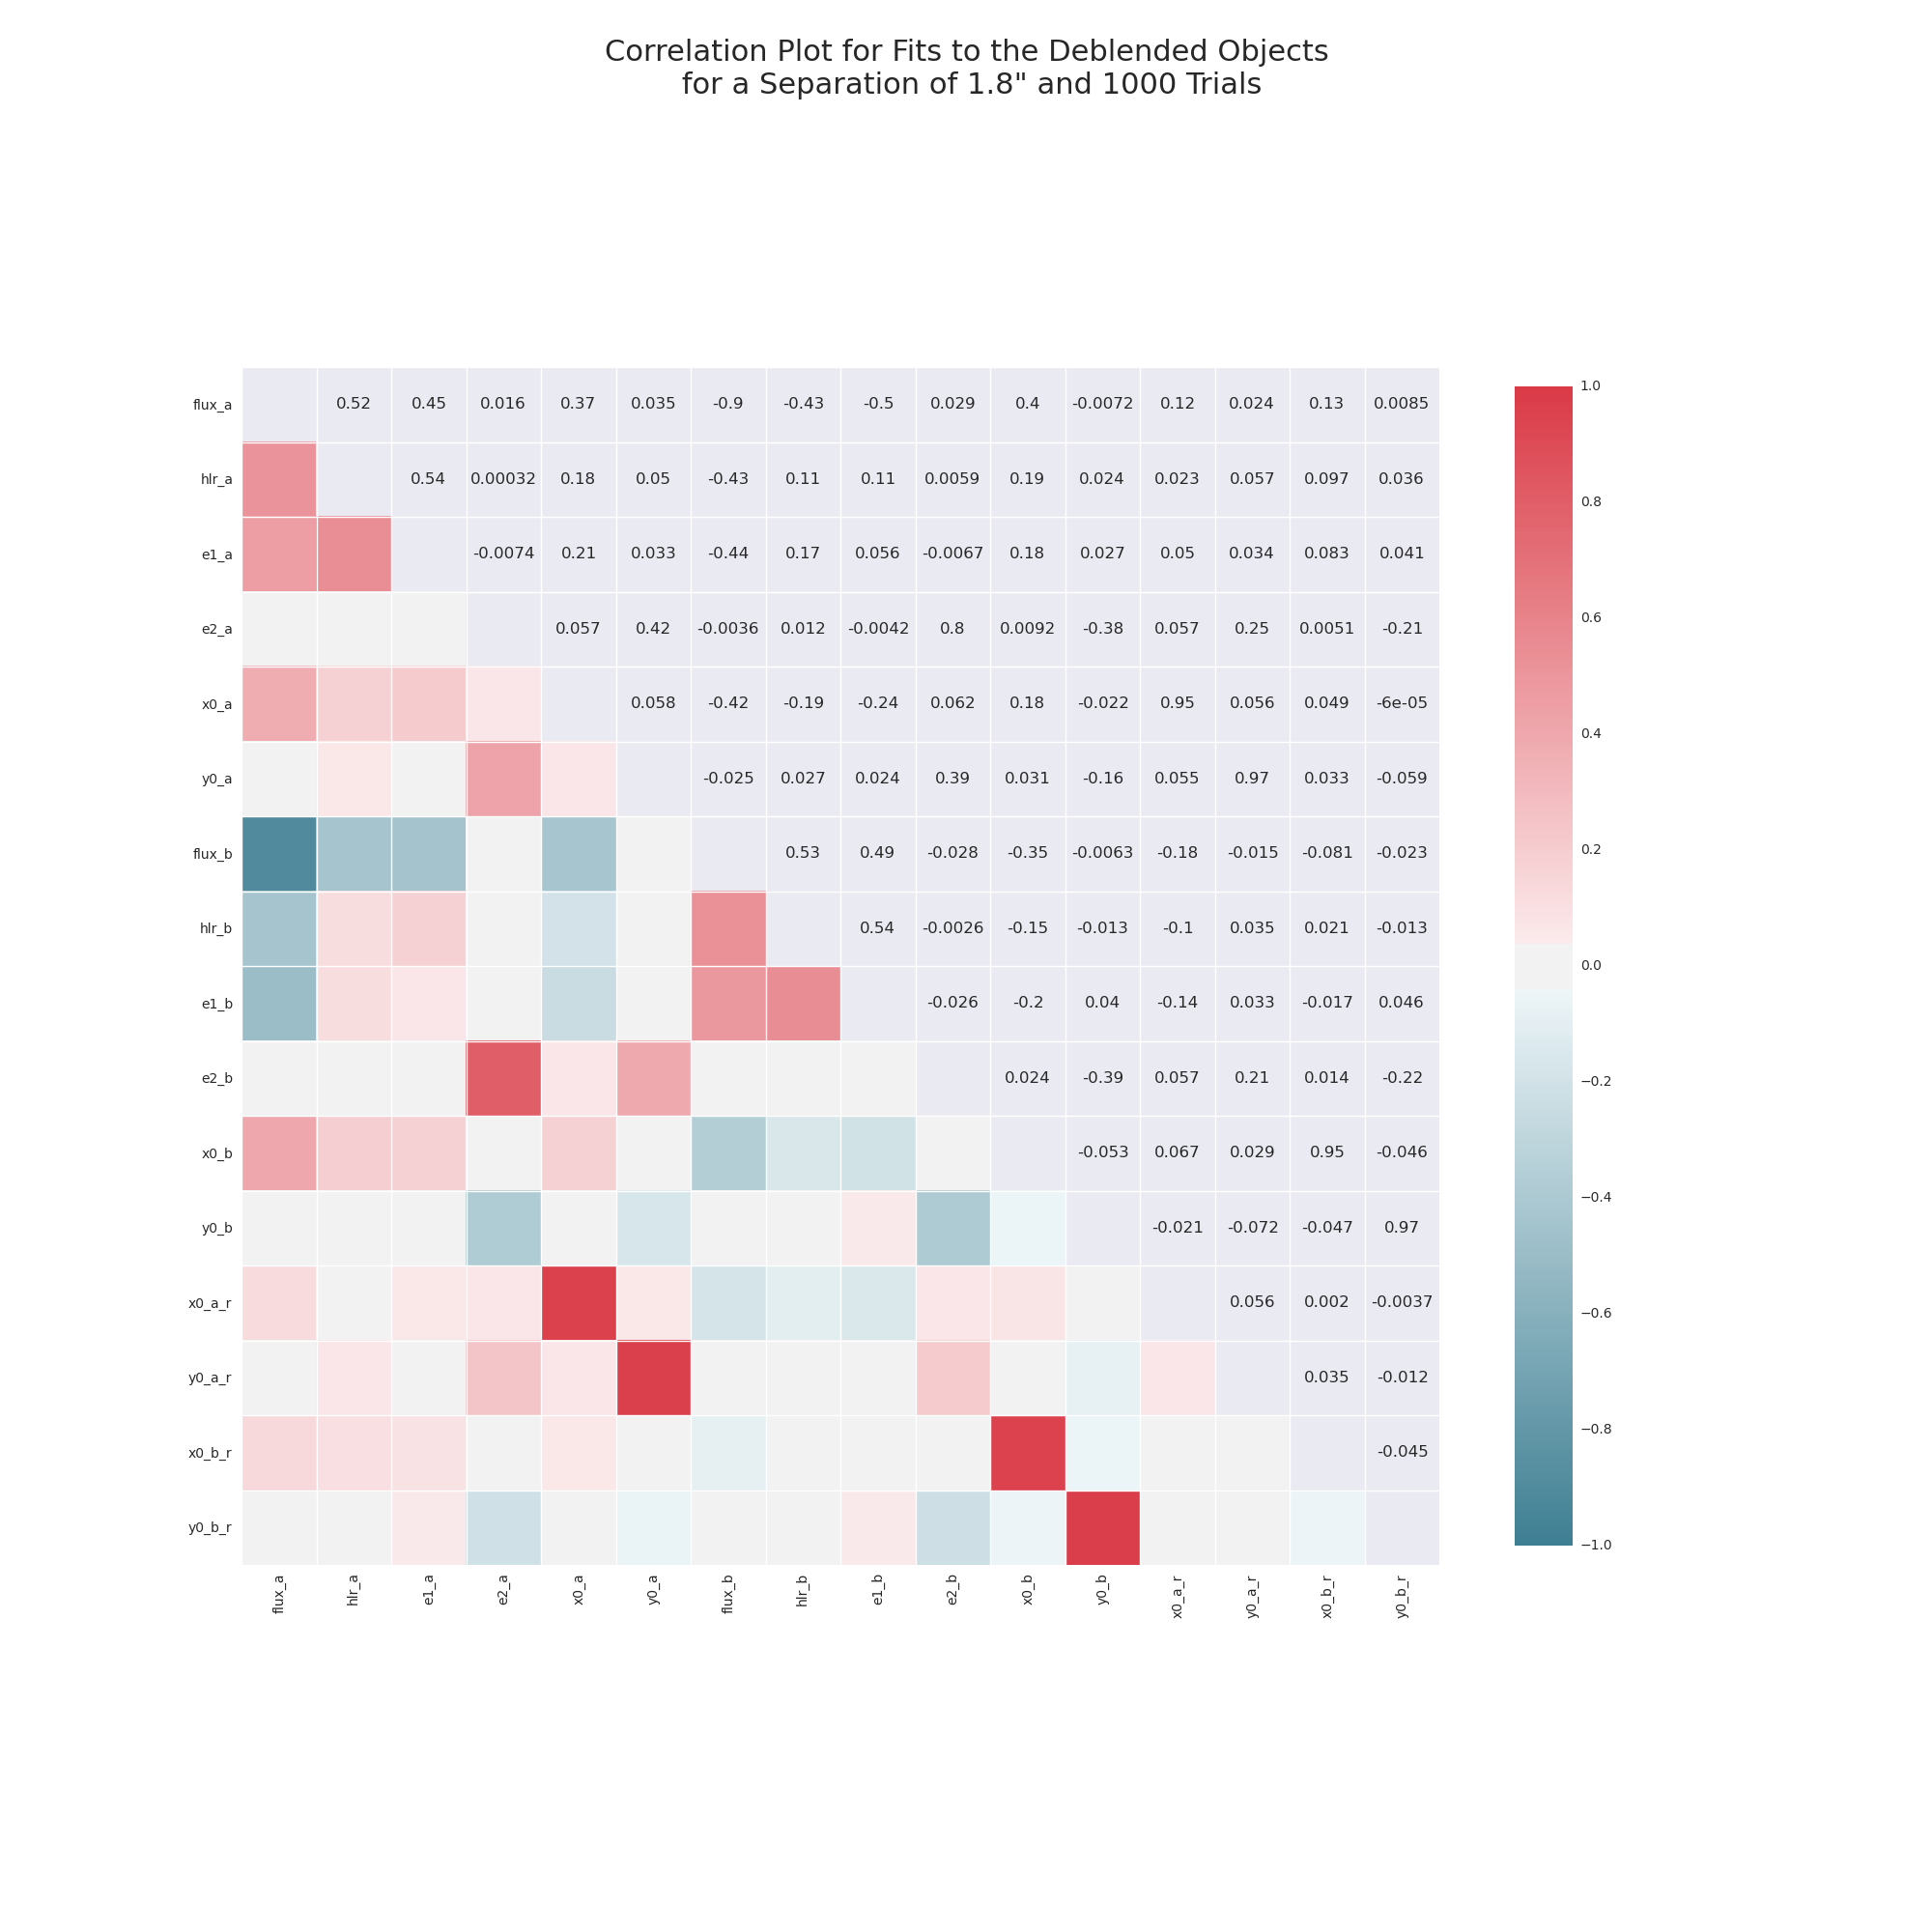 Correlation Plot for Fits to the Deblended Objects
for a Separation of 1.8" and 1000 Trials
flux_a 0.52 0.45 0.016 0.37 0.035 -0.9 -0.43 -0.5 0.029 0.4 -0.0072 0.12 0.024 0.13 0.0085
hlr_a 0.54 0.00032 0.18 0.05 -0.43 0.11 0.11 0.0059 0.19 0.024 0.023 0.057 0.097 0.036
e1_a -0.0074 0.21 0.033 -0.44 0.17 0.056 -0.0067 0.18 0.027 0.05 0.034 0.083 0.041
e2_a 0.057 0.42 -0.0036 0.012 -0.0042 0.8 0.0092 -0.38 0.057 0.25 0.0051 -0.21
x0_a 0.058 -0.42 -0.19 -0.24 0.062 0.18 -0.022 0.95 0.056 0.049 -6e-05
y0_a -0.025 0.027 0.024 0.39 0.031 -0.16 0.055 0.97 0.033 -0.059
flux_b 0.53 0.49 -0.028 -0.35 -0.0063 -0.18 -0.015 -0.081 -0.023
hlr_b 0.54 -0.0026 -0.15 -0.013 -0.1 0.035 0.021 -0.013
e1_b -0.026 -0.2 0.04 -0.14 0.033 -0.017 0.046
e2_b 0.024 -0.39 0.057 0.21 0.014 -0.22
x0_b -0.053 0.067 0.029 0.95 -0.046
y0_b -0.021 -0.072 -0.047 0.97
x0_a_r 0.056 0.002 -0.0037
y0_a_r 0.035 -0.012
x0_b_r -0.045
y0_b_r
flux_a hlr_a e1_a e2_a x0_a y0_a flux_b hlr_b e1_b e2_b x0_b y0_b x0_a_r y0_a_r x0_b_r y0_b_r
1.0
0.8
0.6
0.4
0.2
0.0
−0.2
−0.4
−0.6
−0.8
−1.0